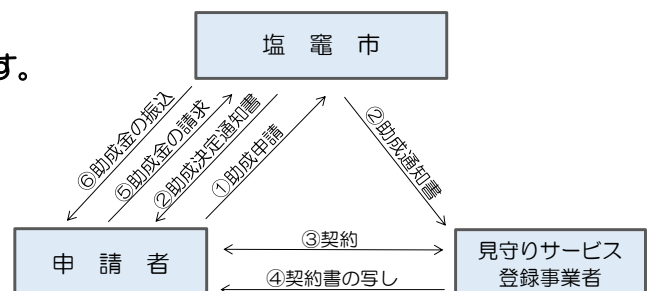 塩 竈 市
す。
⑥助成金の振込
⑤助成金の請求
②助成決定通知書
①助成申請
②助成通知書
申 請 者
③契約
④契約書の写し
見守りサービス
登録事業者